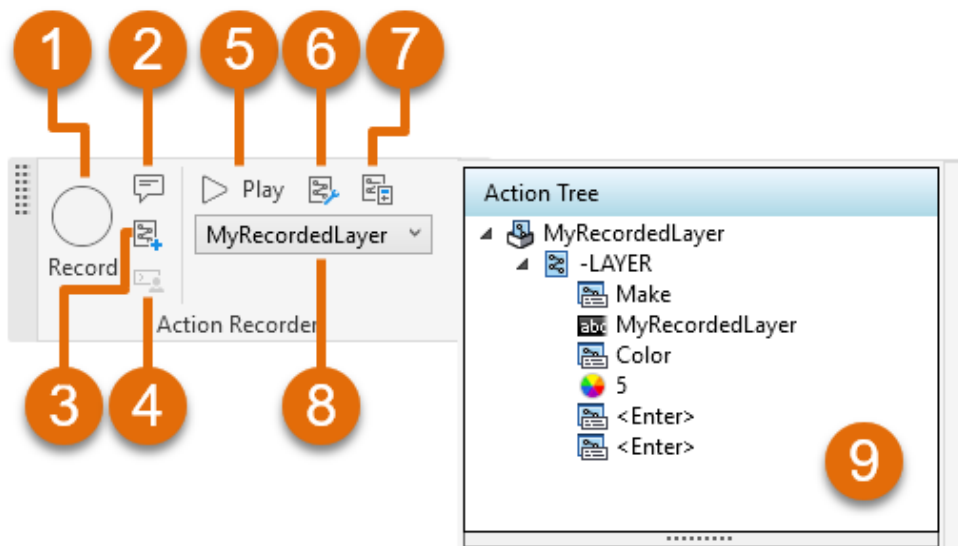 1 2 5 6 7
Play
MyRecordedLayer
Record
Action Recorder
3 4 8
Action Tree
MyRecordedLayer
-LAYER
Make
abc MyRecordedLayer
Color
5
<Enter>
<Enter>
9